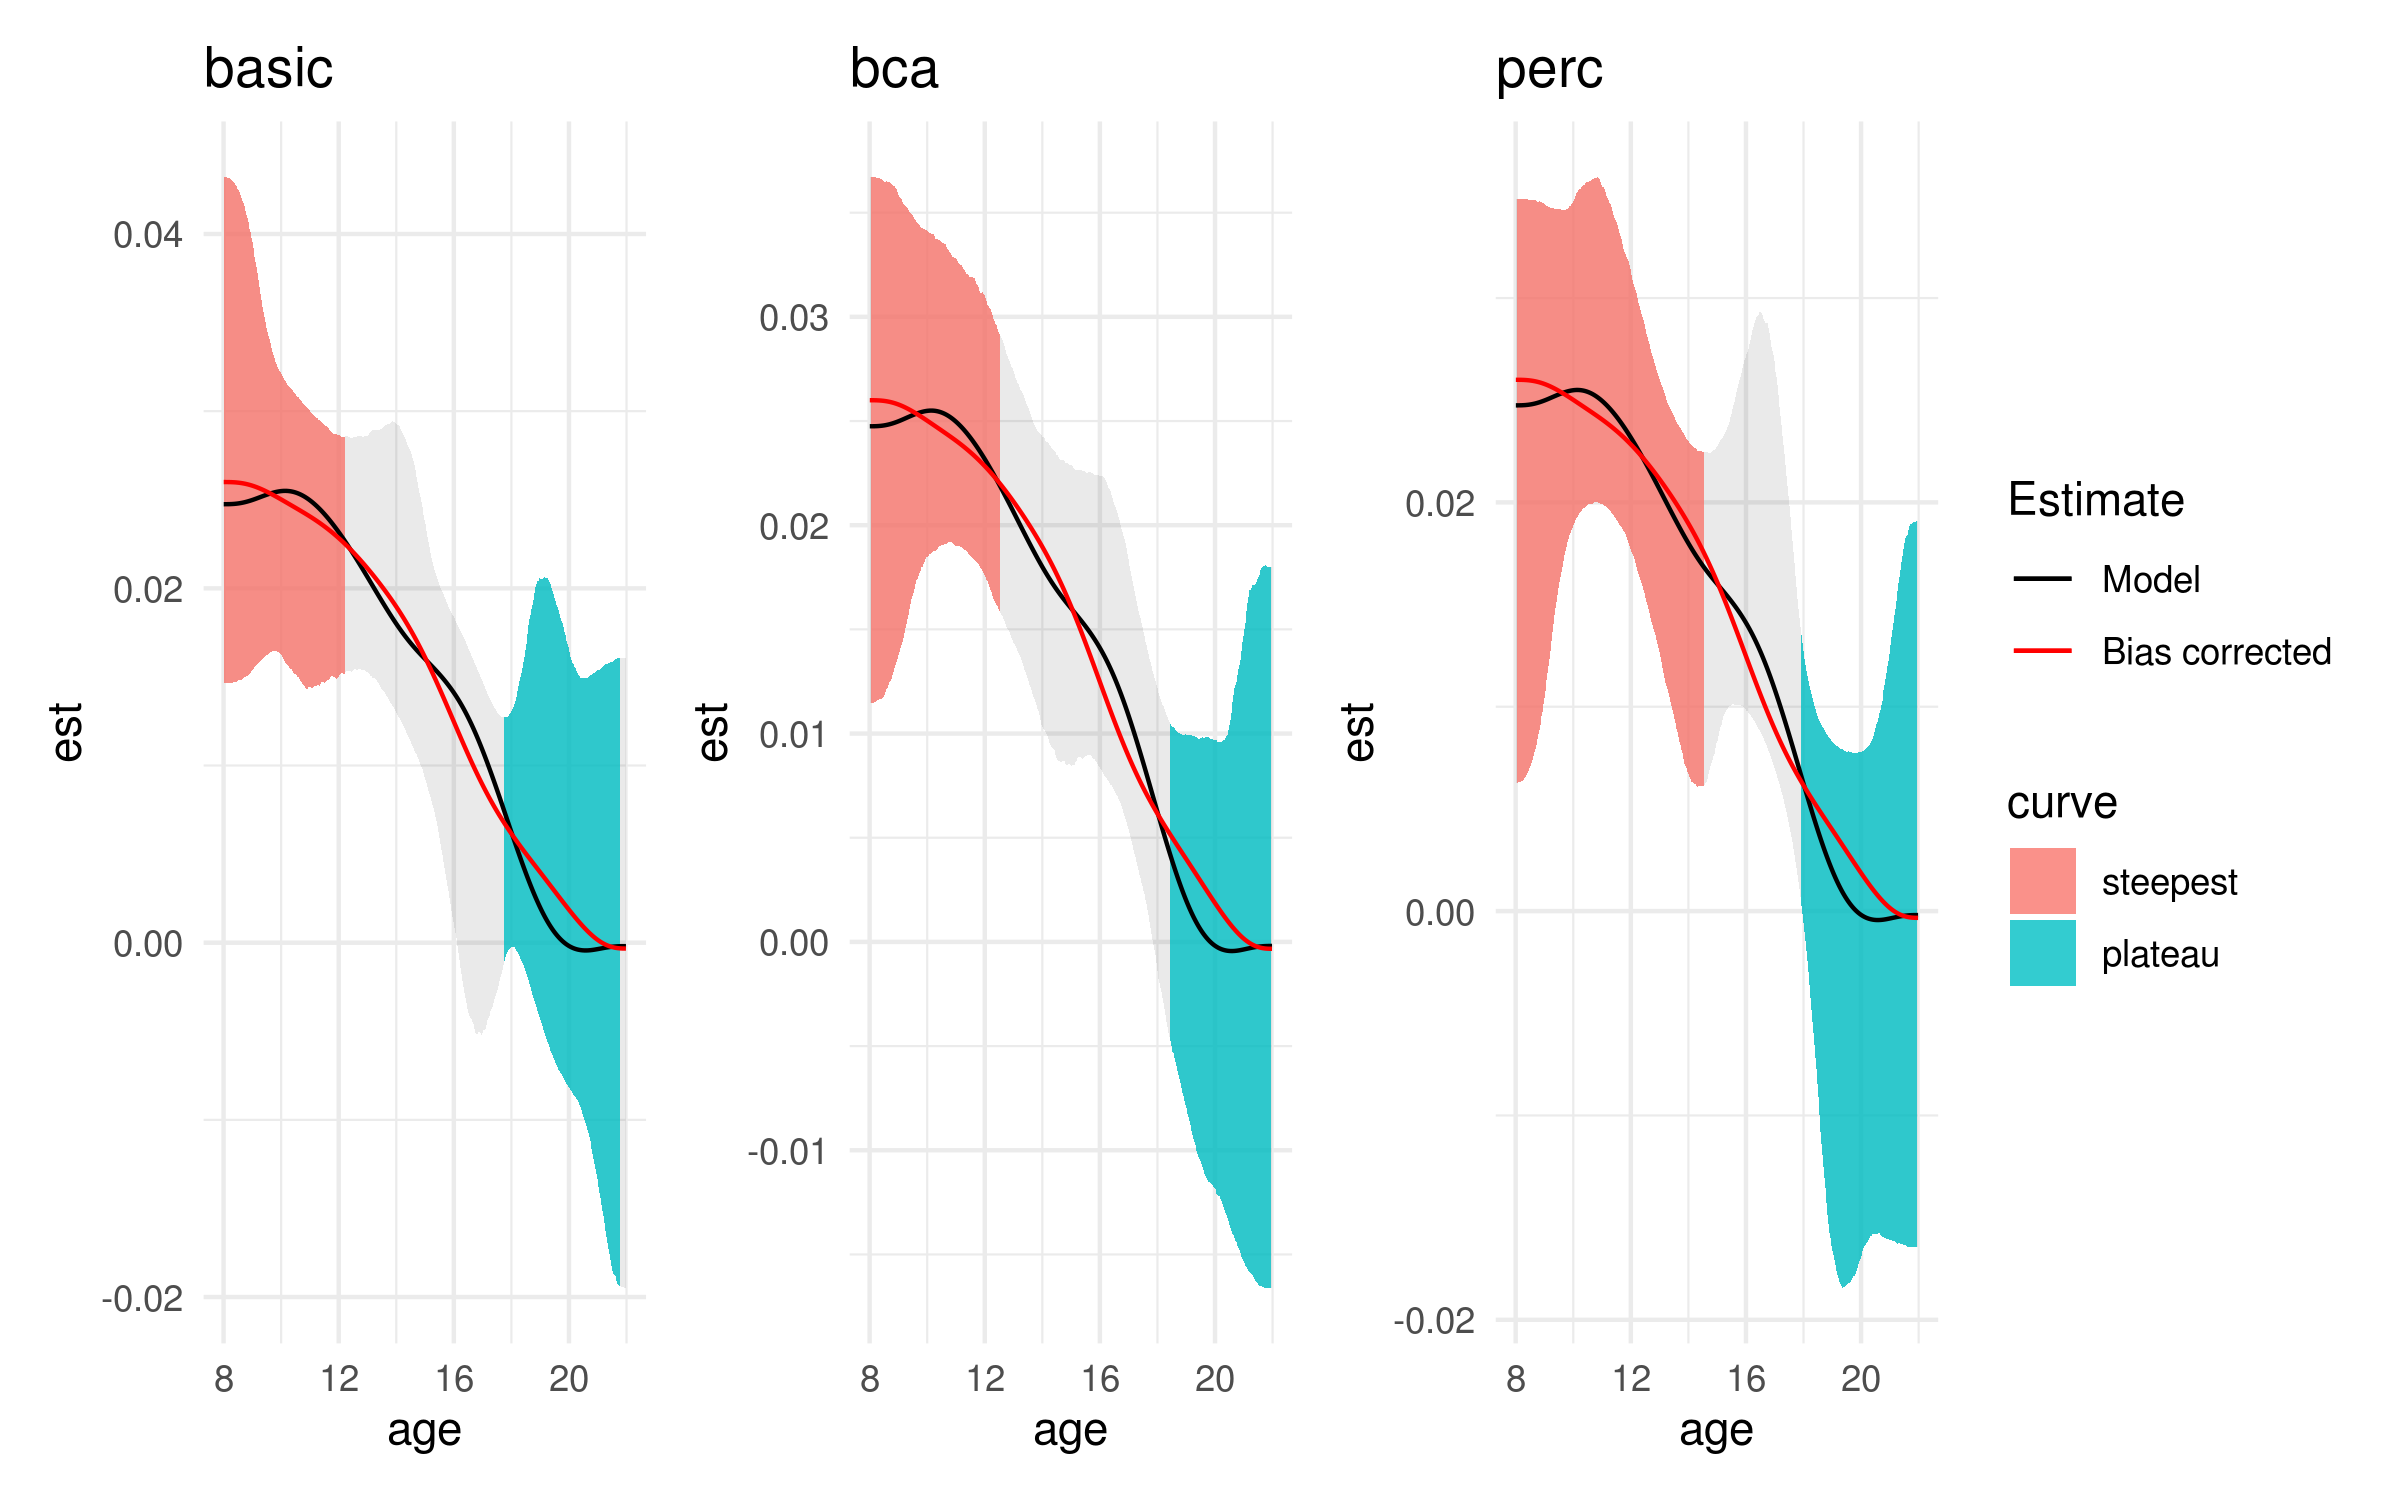 basic
bca
perc
0.04
0.02
0.00
-0.02
est
8 12 16 20
age
0.03
0.02
0.01
0.00
-0.01
est
8 12 16 20
age
0.02
0.00
-0.02
est
8 12 16 20
age
Estimate
Model
Bias corrected
curve
steepest
plateau